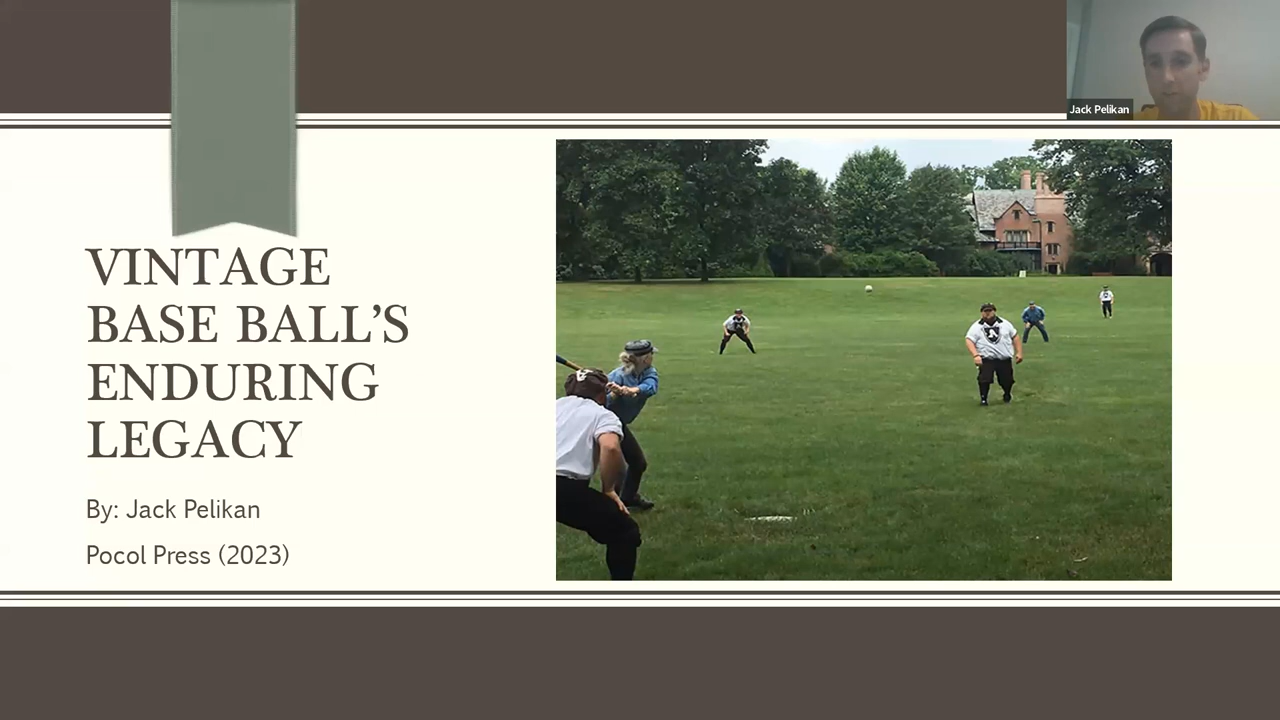 Jack Pelikan
VINTAGE
BASE BALL’S
ENDURING
LEGACY
By: Jack Pelikan
Pocol Press (2023)